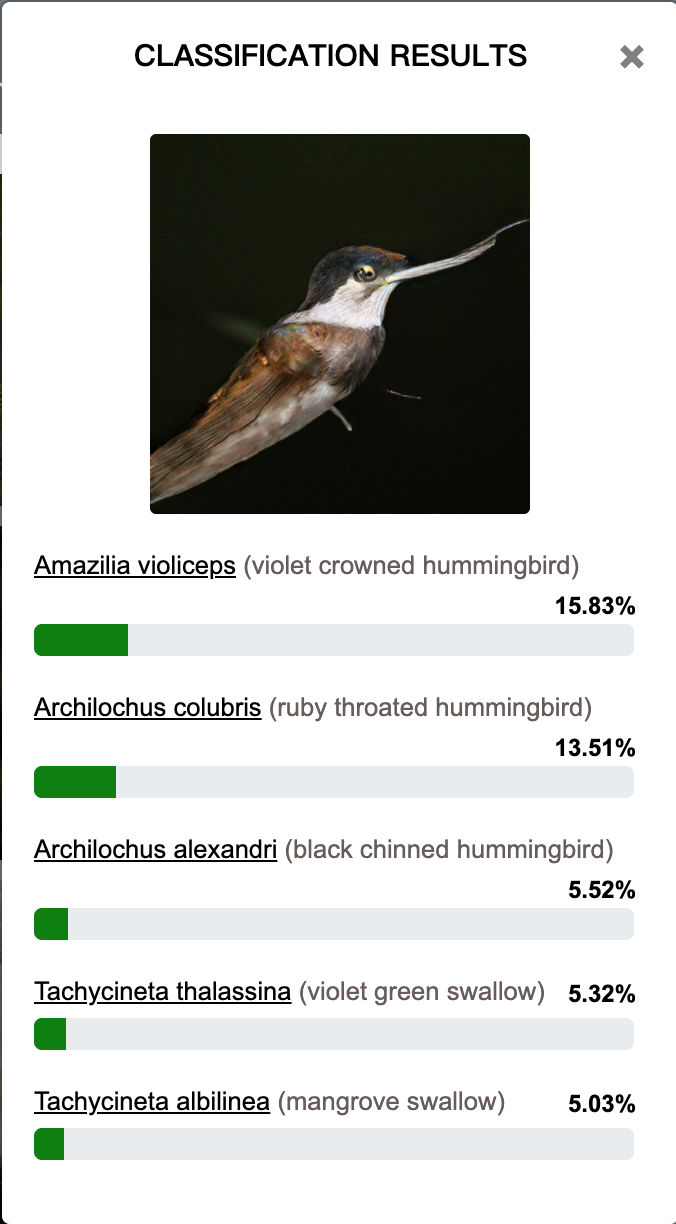 CLASSIFICATION RESULTS
Amazilia violiceps (violet crowned hummingbird)
15.83%
Archilochus colubris (ruby throated hummingbird)
13.51%
Archilochus alexandri (black chinned hummingbird)
5.52%
Tachycineta thalassina (violet green swallow) 5.32%
Tachycineta albilinea (mangrove swallow) 5.03%